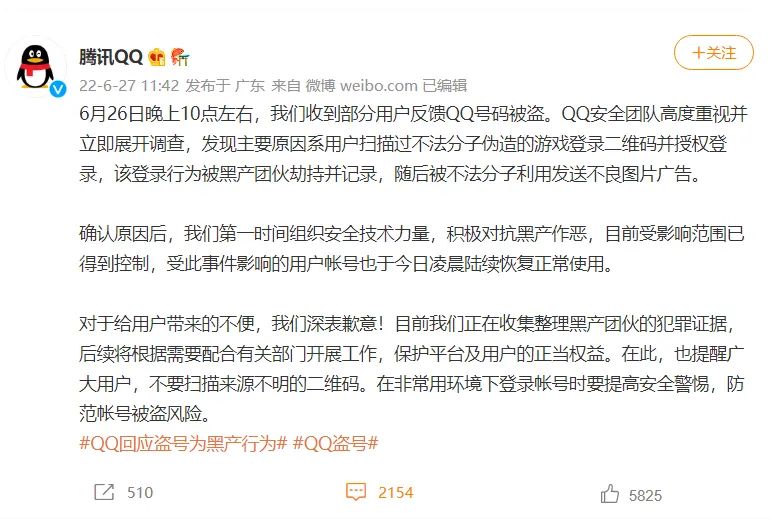 腾讯QQ
+关注
22-6-27 11:42 发布于 广东 来自 微博 weibo.com 已编辑
6月26日晚上10点左右，我们收到部分用户反馈QQ号码被盗。QQ安全团队高度重视并
立即展开调查，发现主要原因系用户扫描过不法分子伪造的游戏登录二维码并授权登
录，该登录行为被黑产团伙劫持并记录，随后被不法分子利用发送不良图片广告。
确认原因后，我们第一时间组织安全技术力量，积极对抗黑产作恶，目前受影响范围已
得到控制，受此事件影响的用户帐号也于今日凌晨陆续恢复正常使用。
对于给用户带来的不便，我们深表歉意！目前我们正在收集整理黑产团伙的犯罪证据，
后续将根据需要配合有关部门开展工作，保护平台及用户的正当权益。在此，也提醒广
大用户，不要扫描来源不明的二维码。在非常用环境下登录帐号时要提高安全警惕，防
范帐号被盗风险。
#QQ回应盗号为黑产行为# #QQ盗号#
510
2154
5825